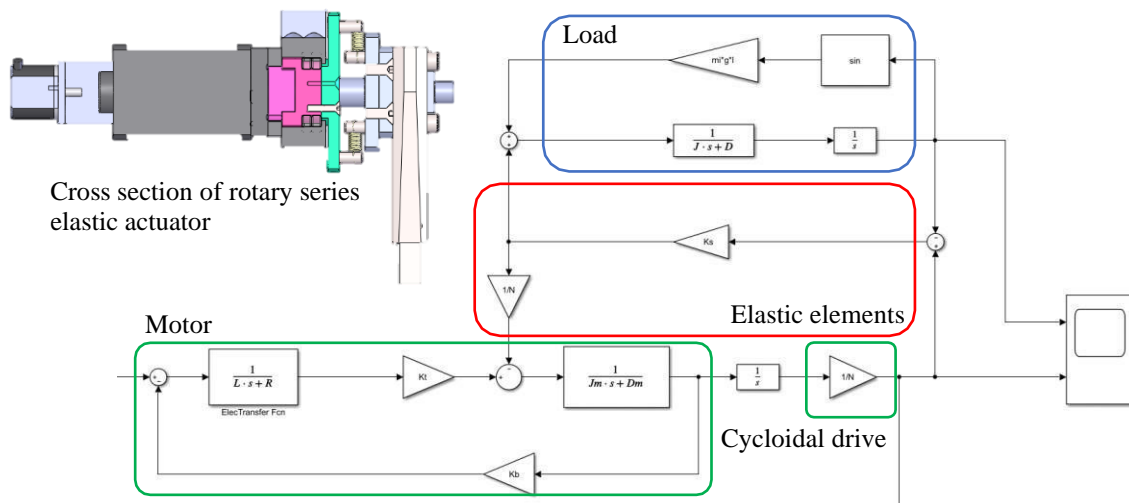 Load
ml*g*l
sin
1
J · s + D
1
s
Cross section of rotary series
elastic actuator
Ks
1/N
Elastic elements
Motor
1
L · s + R
ElecTransfer Fcn
Kt
1
Jm · s + Dm
1
s
1/N
Cycloidal drive
Kb